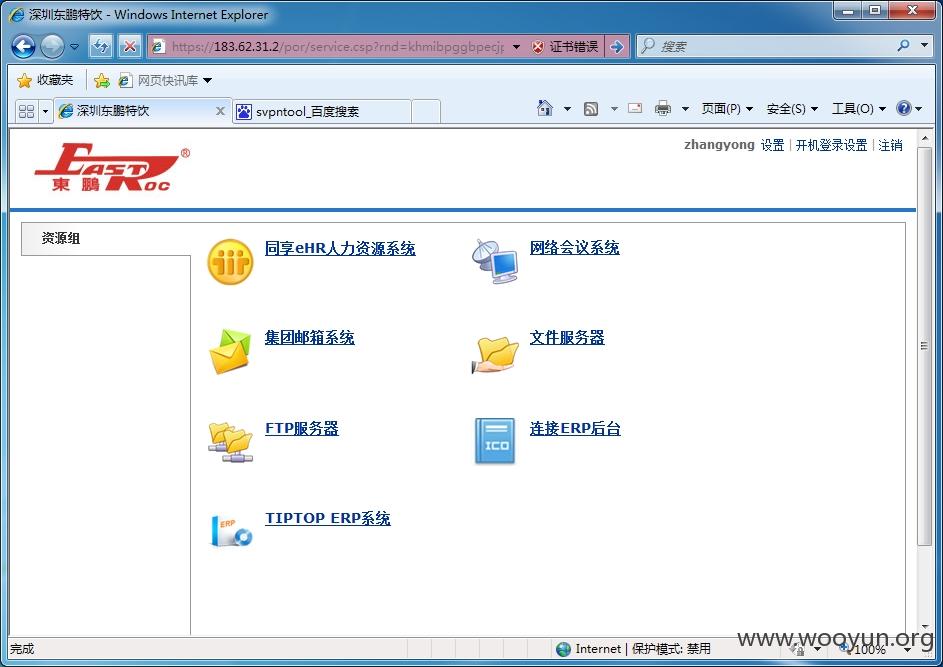 深圳东鹏特饮 - Windows Internet Explorer
https://183.62.31.2/por/service.csp?rnd=khmibpggbpecjp 证书错误 搜索
收藏夹 网页快讯库
深圳东鹏特饮 x svpntool_百度搜索 页面(P) 安全(S) 工具(O)
zhangyong 设置 | 开机登录设置 | 注销
EAST ROC ®
東鵬
资源组
同享eHR人力资源系统 网络会议系统
集团邮箱系统 文件服务器
FTP服务器 ICO 连接ERP后台
ERP TIPTOP ERP系统
www.wooyun.org
完成 Internet | 保护模式: 禁用 100%